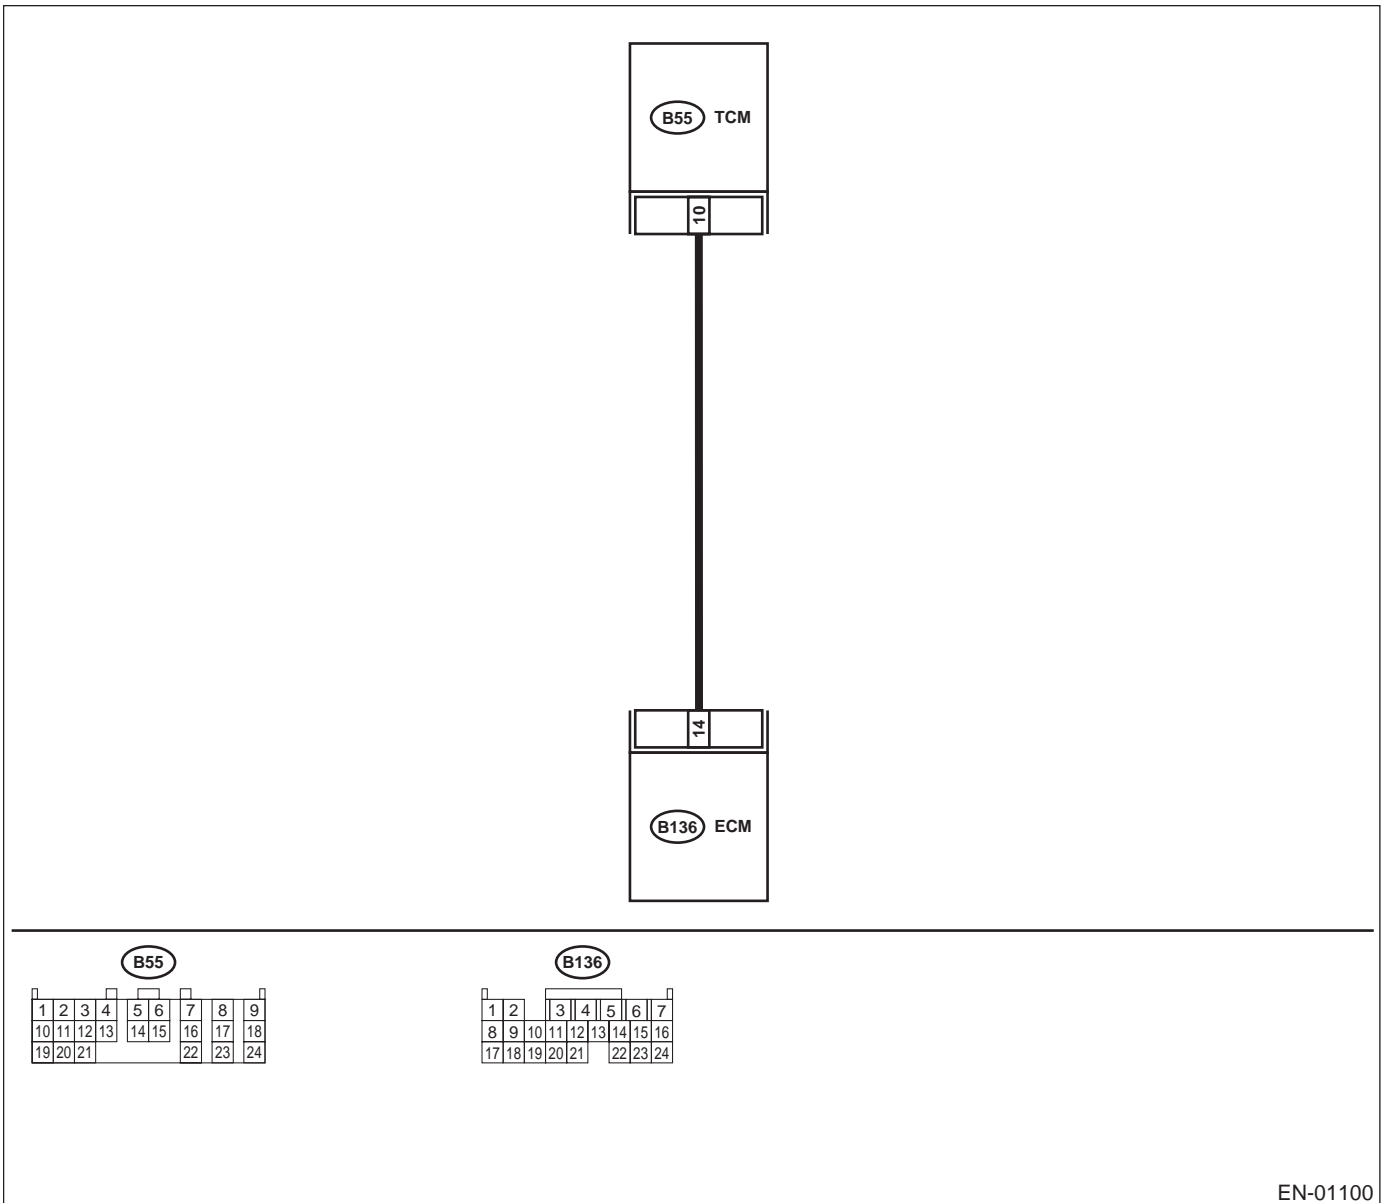 B55 TCM
10
14
B136 ECM
B55
1 2 3 4 5 6 7 8 9
10 11 12 13 14 15 16 17 18
19 20 21 22 23 24
B136
1 2 3 4 5 6 7
8 9 10 11 12 13 14 15 16
17 18 19 20 21 22 23 24
EN-01100